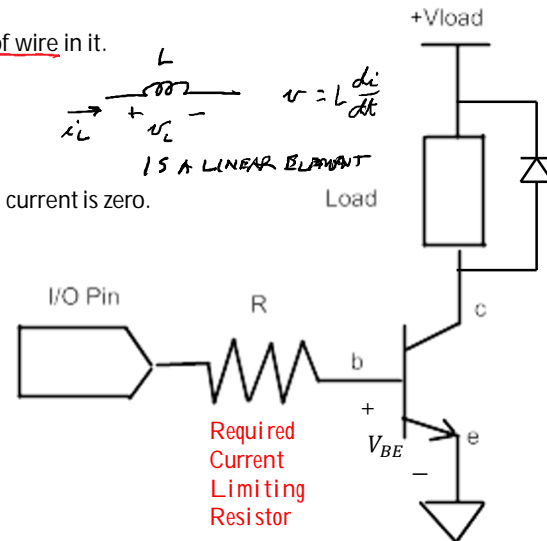 +Vload
of wire in it.
L
v = L di/dt
iL
+ vL −
IS A LINEAR ELEMENT
current is zero.
Load
I/O Pin
R
c
b
+
Required
Current
Limiting
Resistor
VBE
e
−